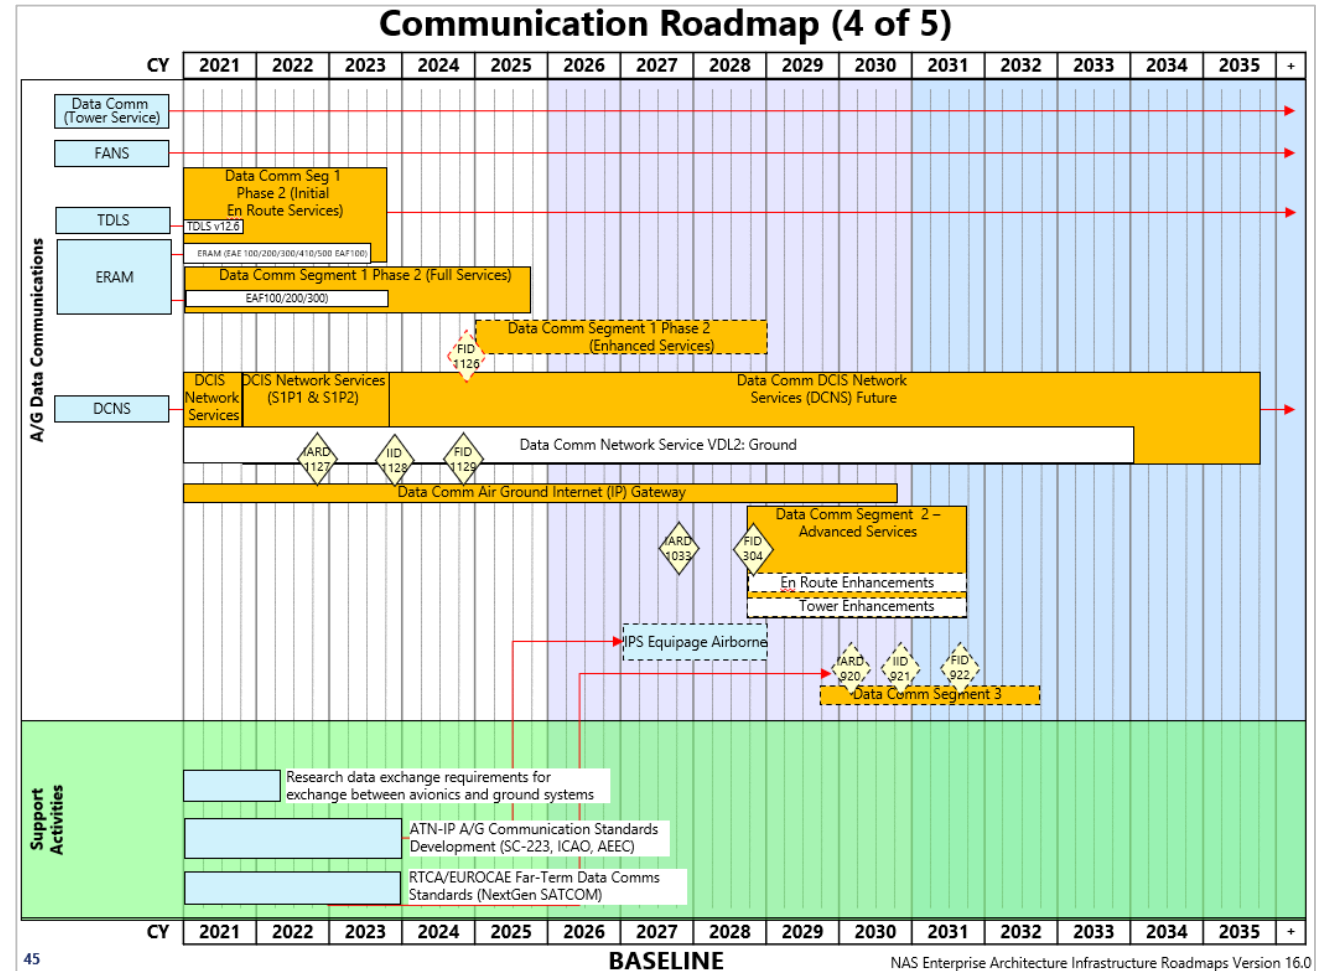 Communication Roadmap (4 of 5)
CY 2021 2022 2023 2024 2025 2026 2027 2028 2029 2030 2031 2032 2033 2034 2035 +
A/G Data Communications
Data Comm
(Tower Service)
FANS
Data Comm Seg 1
Phase 2 (Initial
En Route Services)
TDLS
TDLS v12.6
ERAM (EAE 100/200/300/410/500 EAF100)
ERAM
Data Comm Segment 1 Phase 2 (Full Services)
EAF100/200/300)
Data Comm Segment 1 Phase 2
(Enhanced Services)
FID
1126
DCNS
DCIS
Network
Services
DCIS Network Services
(S1P1 & S1P2)
Data Comm DCIS Network
Services (DCNS) Future
Data Comm Network Service VDL2: Ground
IARD
1127
IID
1128
FID
1129
Data Comm Air Ground Internet (IP) Gateway
Data Comm Segment 2 –
Advanced Services
IARD
1033
FID
304
En Route Enhancements
Tower Enhancements
IPS Equipage Airborne
IARD
920
IID
921
FID
922
Data Comm Segment 3
Support
Activities
Research data exchange requirements for
exchange between avionics and ground systems
ATN-IP A/G Communication Standards
Development (SC-223, ICAO, AEEC)
RTCA/EUROCAE Far-Term Data Comms
Standards (NextGen SATCOM)
CY 2021 2022 2023 2024 2025 2026 2027 2028 2029 2030 2031 2032 2033 2034 2035 +
45
BASELINE
NAS Enterprise Architecture Infrastructure Roadmaps Version 16.0